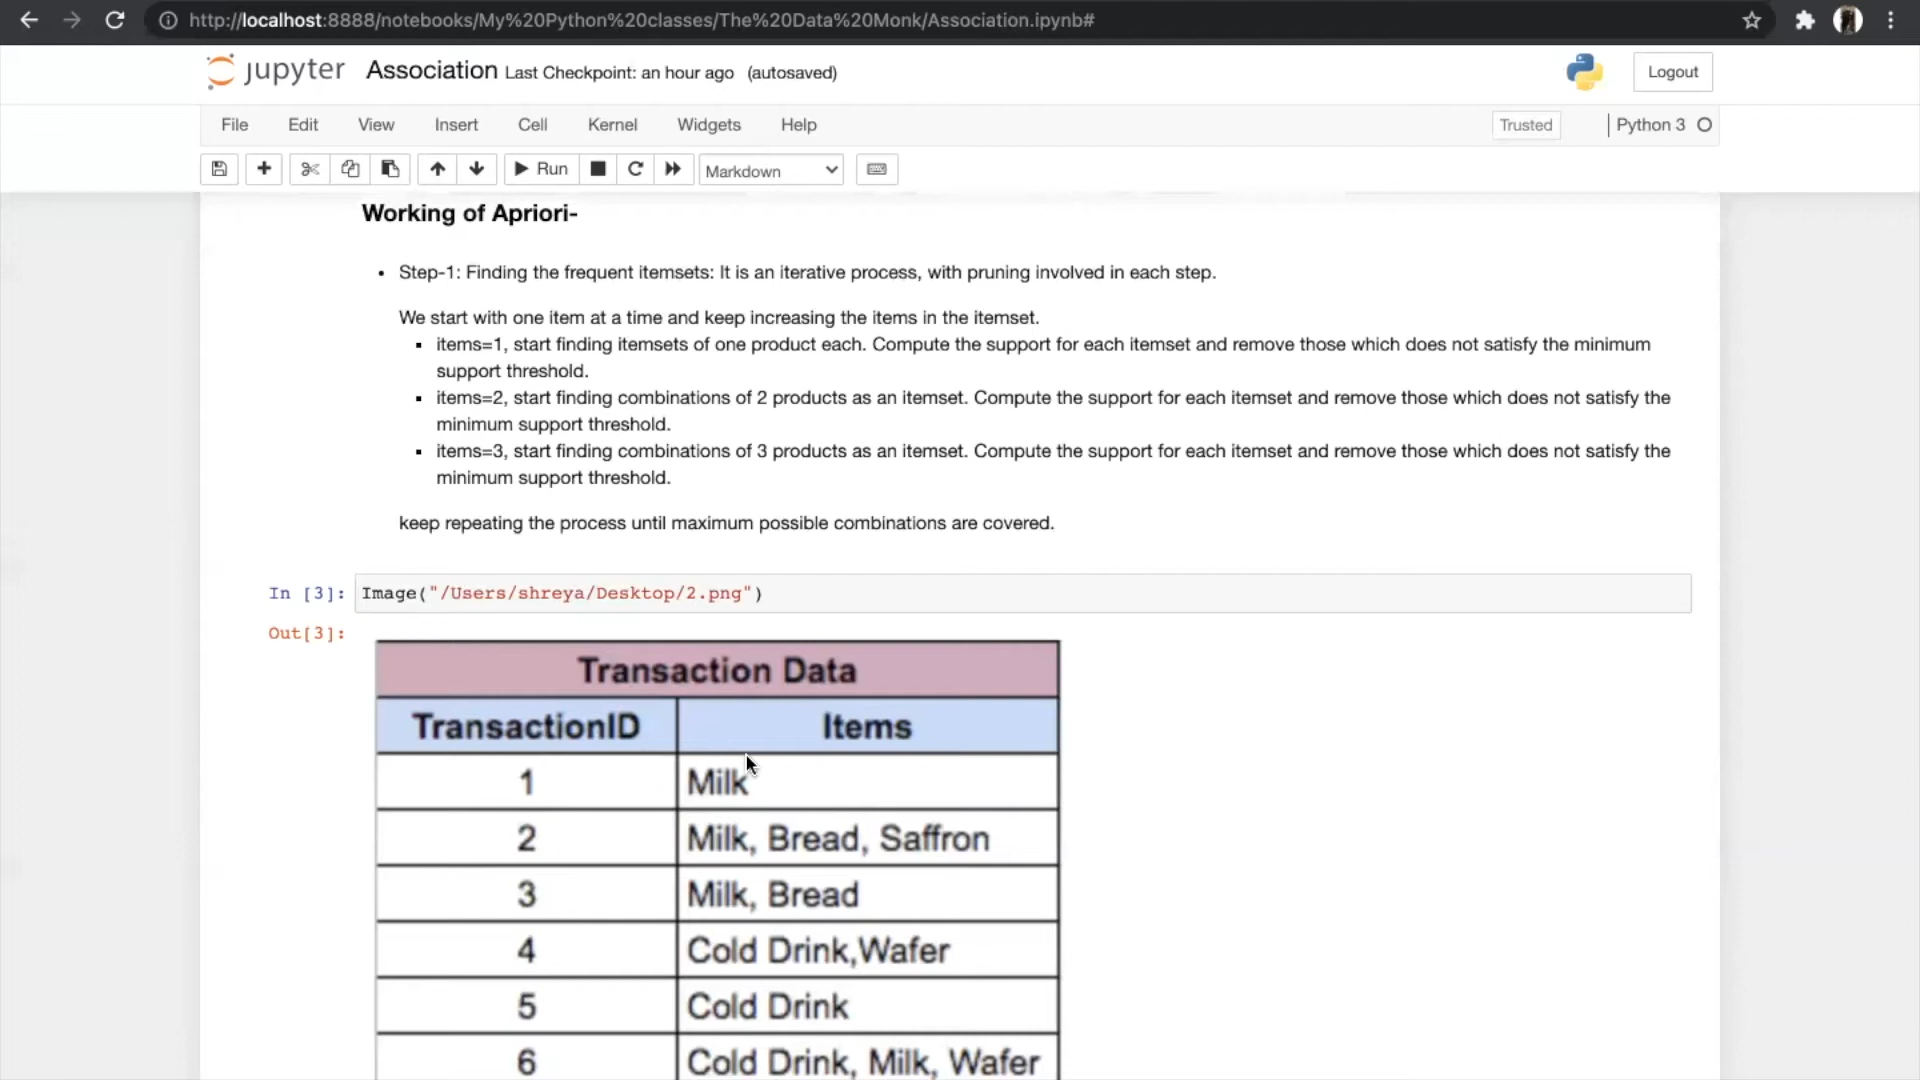 http://localhost:8888/notebooks/My%20Python%20classes/The%20Data%20Monk/Association.ipynb#
jupyter Association Last Checkpoint: an hour ago (autosaved)
Logout
File Edit View Insert Cell Kernel Widgets Help
Trusted
Python 3
Run
Markdown
Working of Apriori-
• Step-1: Finding the frequent itemsets: It is an iterative process, with pruning involved in each step.
We start with one item at a time and keep increasing the items in the itemset.
▪ items=1, start finding itemsets of one product each. Compute the support for each itemset and remove those which does not satisfy the minimum
support threshold.
▪ items=2, start finding combinations of 2 products as an itemset. Compute the support for each itemset and remove those which does not satisfy the
minimum support threshold.
▪ items=3, start finding combinations of 3 products as an itemset. Compute the support for each itemset and remove those which does not satisfy the
minimum support threshold.
keep repeating the process until maximum possible combinations are covered.
In [3]: Image("/Users/shreya/Desktop/2.png")
Out[3]:
Transaction Data
TransactionID Items
1 Milk
2 Milk, Bread, Saffron
3 Milk, Bread
4 Cold Drink,Wafer
5 Cold Drink
6 Cold Drink, Milk, Wafer